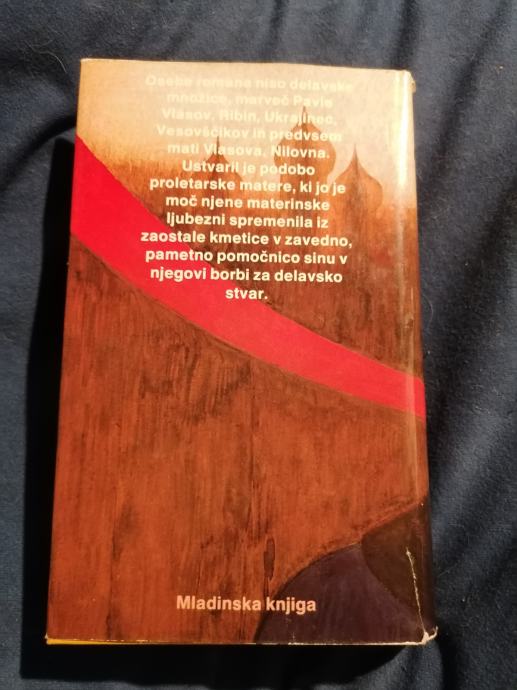 Osebe romana niso delavske
množice, marveč Pavle
Vlasov, Ribin, Ukrajinec,
Vesovščikov in predvsem
mati Vlasova, Nilovna.
Ustvaril je podobo
proletarske matere, ki jo je
moč njene materinske
ljubezni spremenila iz
zaostale kmetice v zavedno,
pametno pomočnico sinu v
njegovi borbi za delavsko
stvar.
Mladinska knjiga